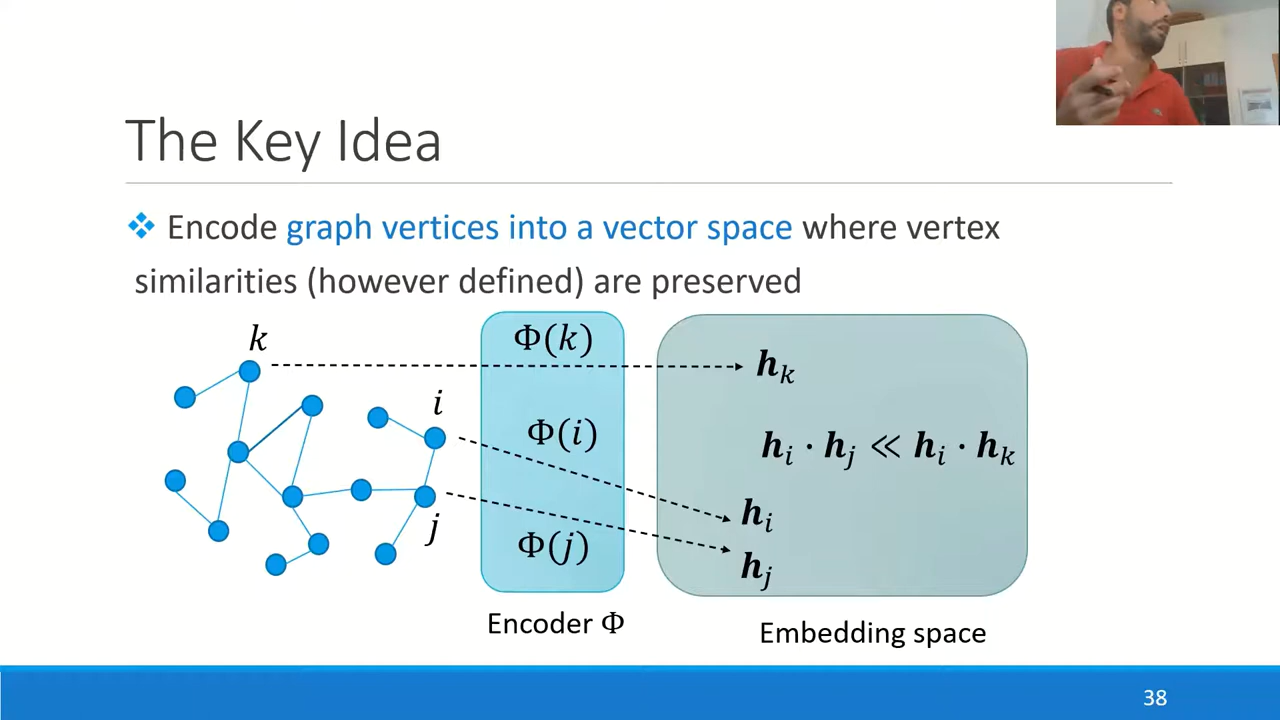 The Key Idea
❖ Encode graph vertices into a vector space where vertex
similarities (however defined) are preserved
k
i
j
Φ(k)
Φ(i)
Φ(j)
Encoder Φ
h_k
h_i · h_j ≪ h_i · h_k
h_i
h_j
Embedding space
38